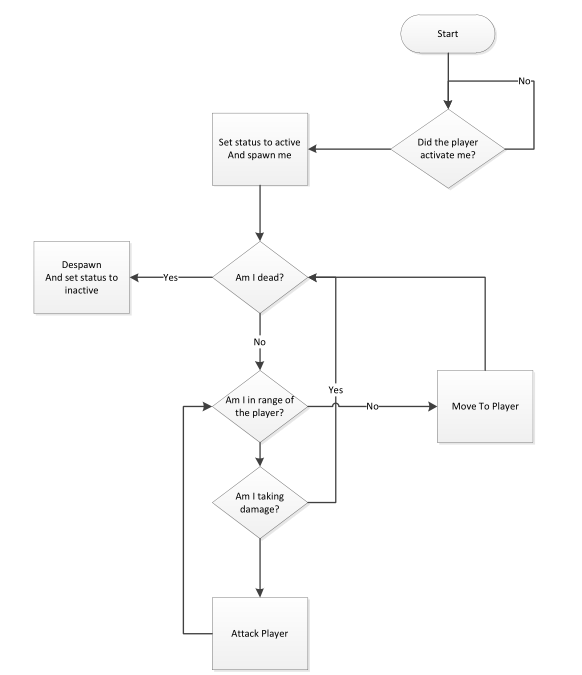 Start
No
Did the player
activate me?
Set status to active
And spawn me
Am I dead?
Yes
Despawn
And set status to
inactive
No
Am I in range of
the player?
Yes
No
Move To Player
Am I taking
damage?
Attack Player